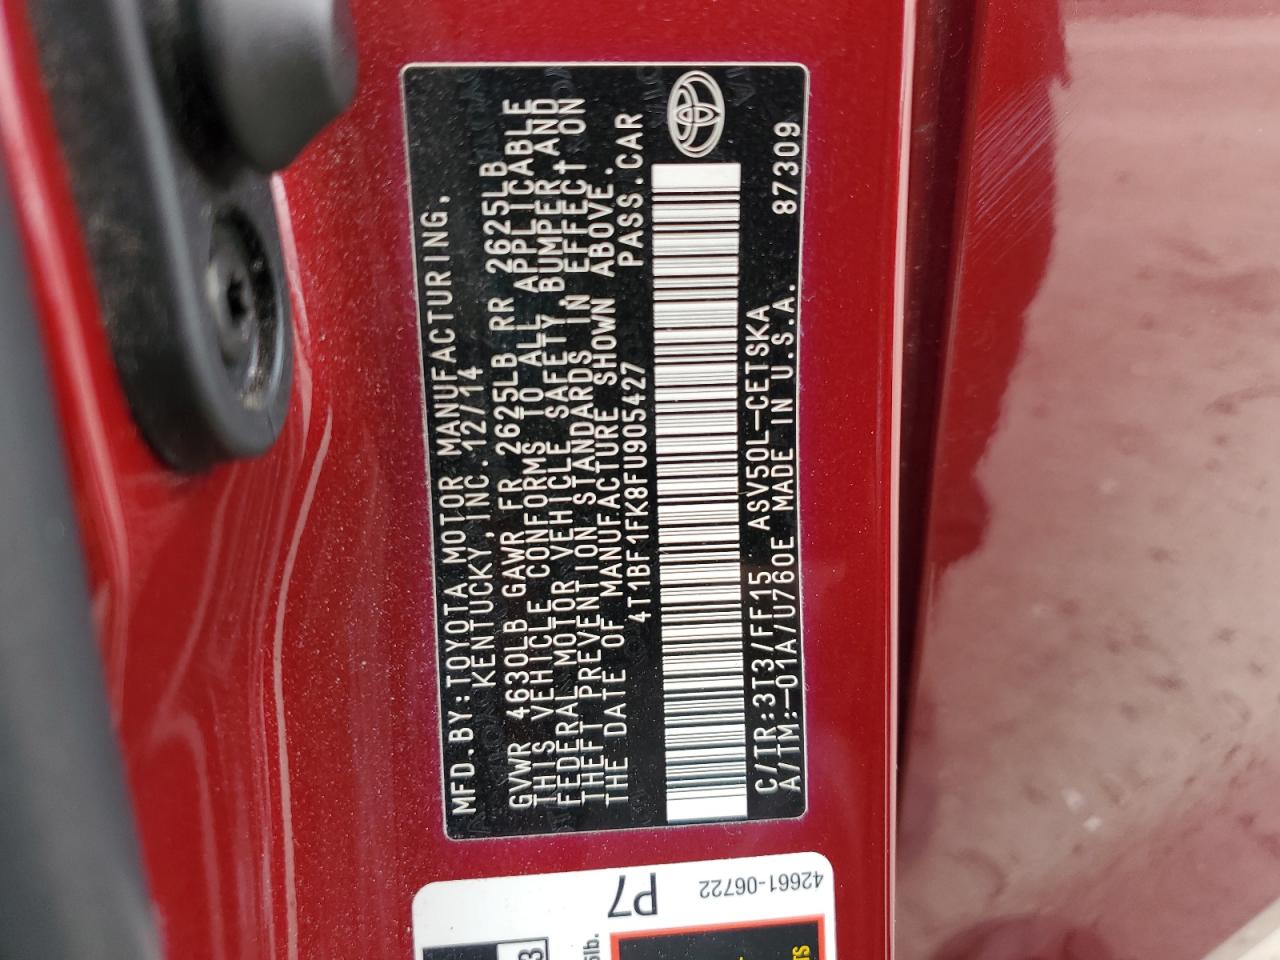 MFD.BY:TOYOTA MOTOR MANUFACTURING,
KENTUCKY, INC. 12/14
GVWR 4630LB GAWR FR 2625LB RR 2625LB
THIS VEHICLE CONFORMS TO ALL APPLICABLE
FEDERAL MOTOR VEHICLE SAFETY, BUMPER AND
THEFT PREVENTION STANDARDS IN EFFECT ON
THE DATE OF MANUFACTURE SHOWN ABOVE.
4T1BF1FK8FU905427 PASS.CAR
C/TR:3T3/FF15 ASV50L-CETSKA 87309
A/TM:-01A/U760E MADE IN U.S.A.
42661-06722
P7